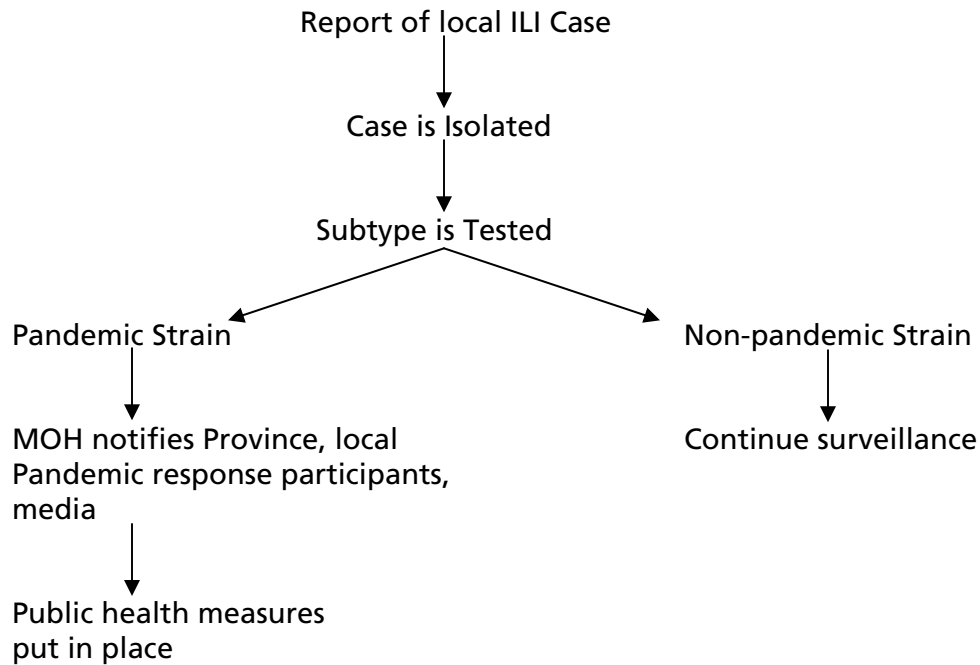 Report of local ILI Case
Case is Isolated
Subtype is Tested
Pandemic Strain
Non-pandemic Strain
MOH notifies Province, local
Pandemic response participants,
media
Continue surveillance
Public health measures
put in place